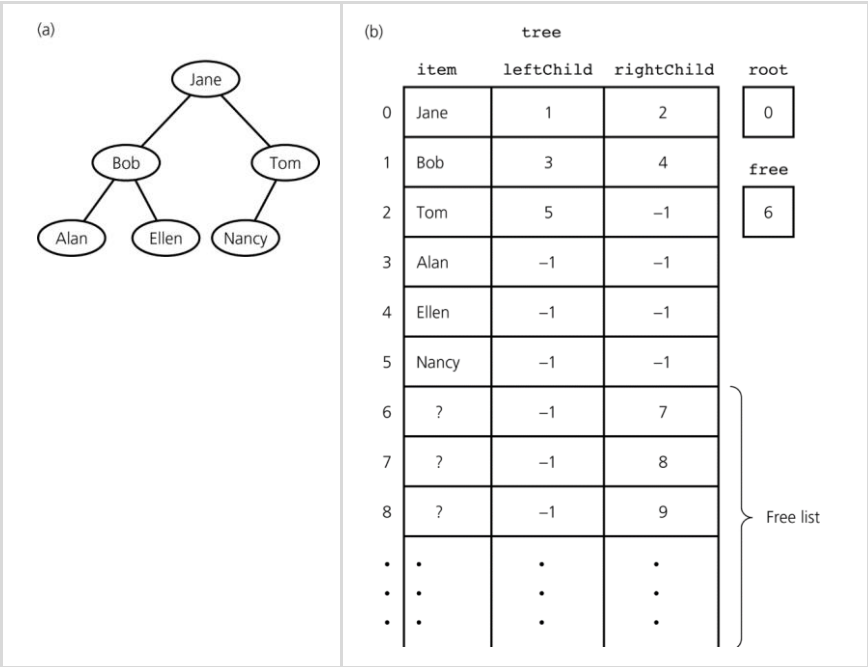 (a)
Jane
Bob Tom
Alan Ellen Nancy
(b)
tree
item leftChild rightChild root
0 Jane 1 2 0
1 Bob 3 4
free
2 Tom 5 –1 6
3 Alan –1 –1
4 Ellen –1 –1
5 Nancy –1 –1
6 ? –1 7
7 ? –1 8
8 ? –1 9
Free list